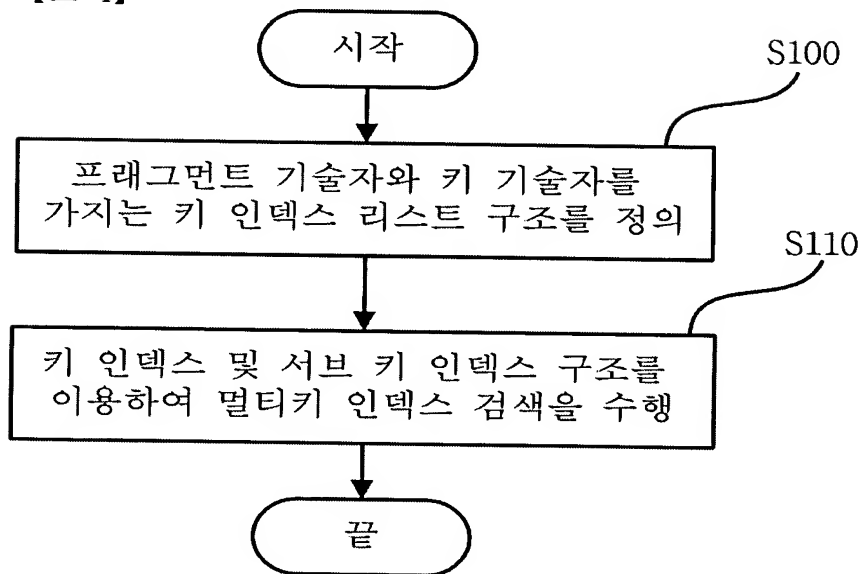 시작
S100
프래그먼트 기술자와 키 기술자를
가지는 키 인덱스 리스트 구조를 정의
S110
키 인덱스 및 서브 키 인덱스 구조를
이용하여 멀티키 인덱스 검색을 수행
끝